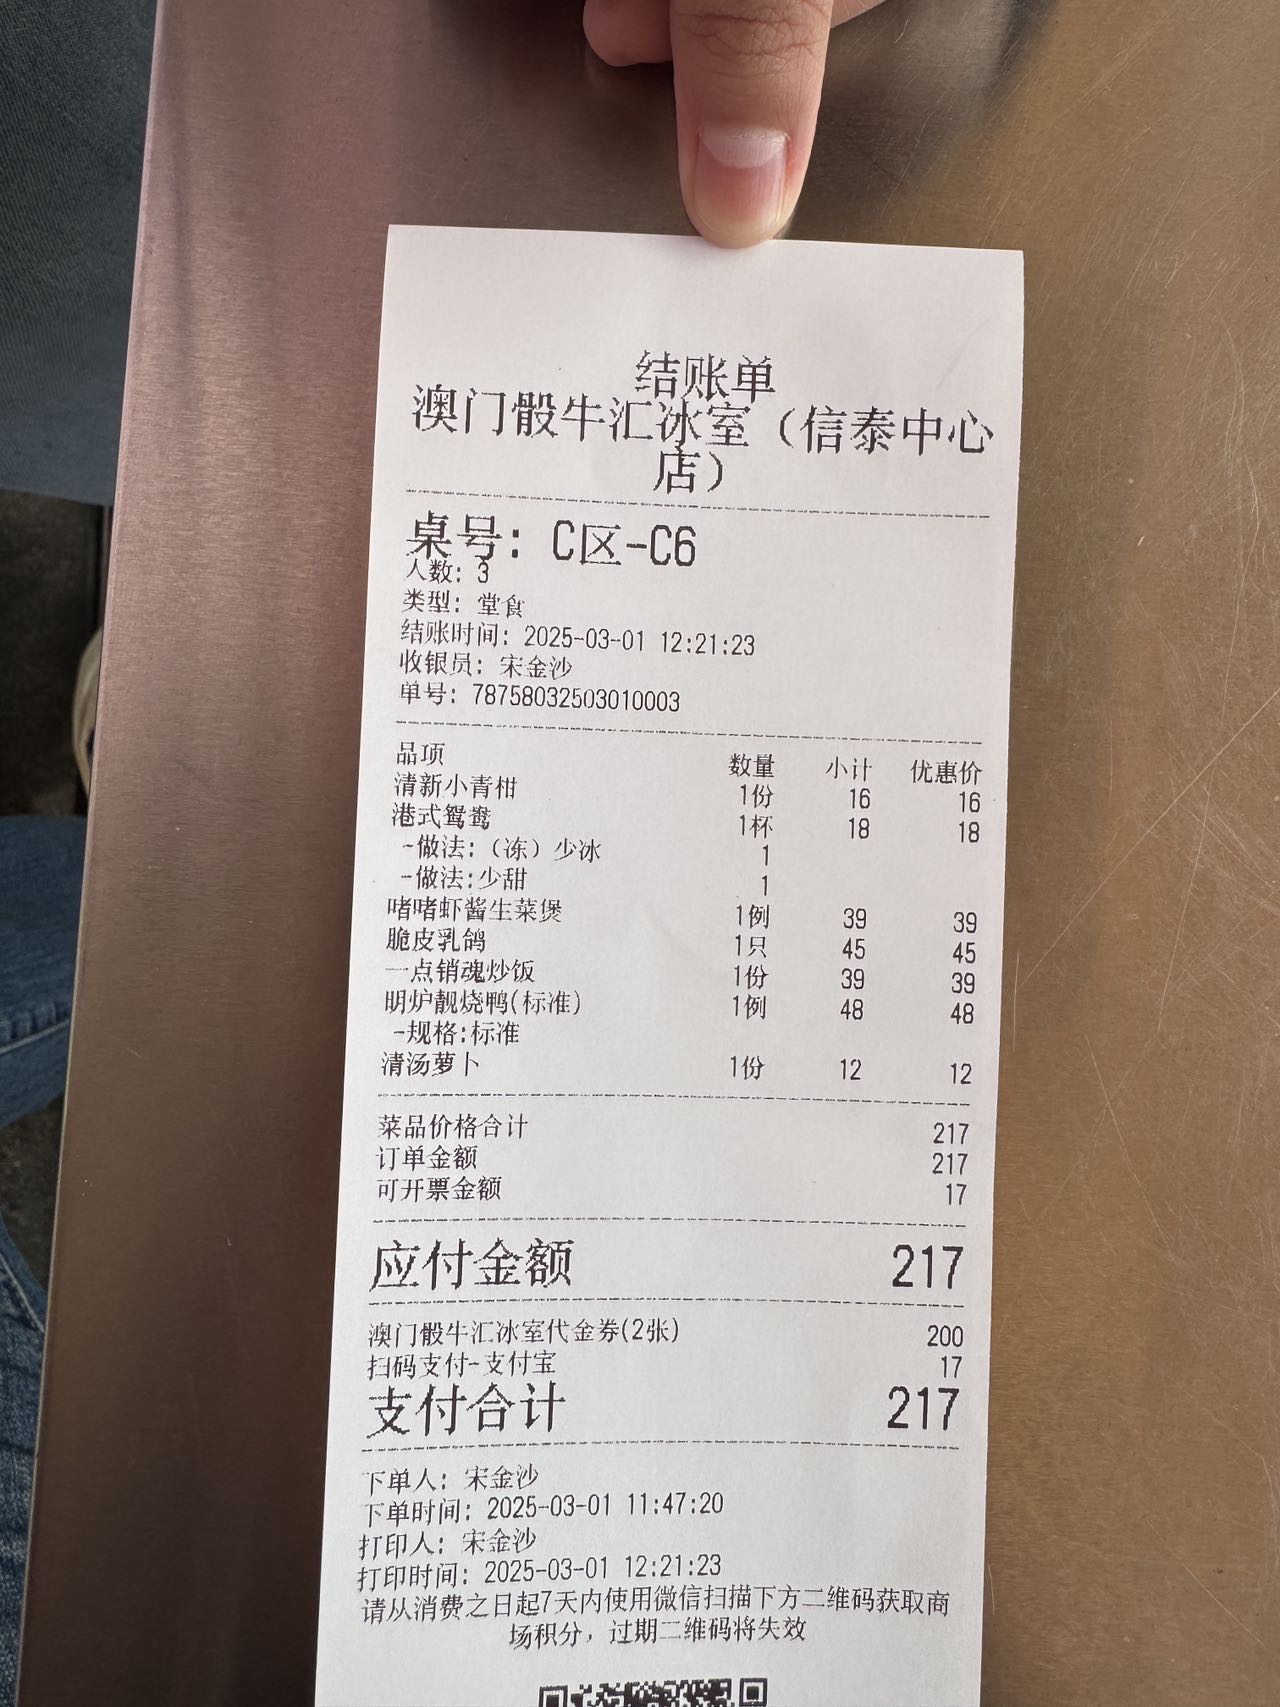 结账单
澳门骰牛汇冰室（信泰中心
店）
桌号：C区-C6
人数：3
类型：堂食
结账时间：2025-03-01 12:21:23
收银员：宋金沙
单号：78758032503010003
品项 数量 小计 优惠价
清新小青柑 1份 16 16
港式鸳鸯 1杯 18 18
-做法:（冻）少冰 1
-做法:少甜 1
啫啫虾酱生菜煲 1例 39 39
脆皮乳鸽 1只 45 45
一点销魂炒饭 1份 39 39
明炉靓烧鸭(标准) 1例 48 48
-规格:标准
清汤萝卜 1份 12 12
菜品价格合计 217
订单金额 217
可开票金额 17
应付金额 217
澳门骰牛汇冰室代金券(2张) 200
扫码支付-支付宝 17
支付合计 217
下单人：宋金沙
下单时间：2025-03-01 11:47:20
打印人：宋金沙
打印时间：2025-03-01 12:21:23
请从消费之日起7天内使用微信扫描下方二维码获取商
场积分，过期二维码将失效